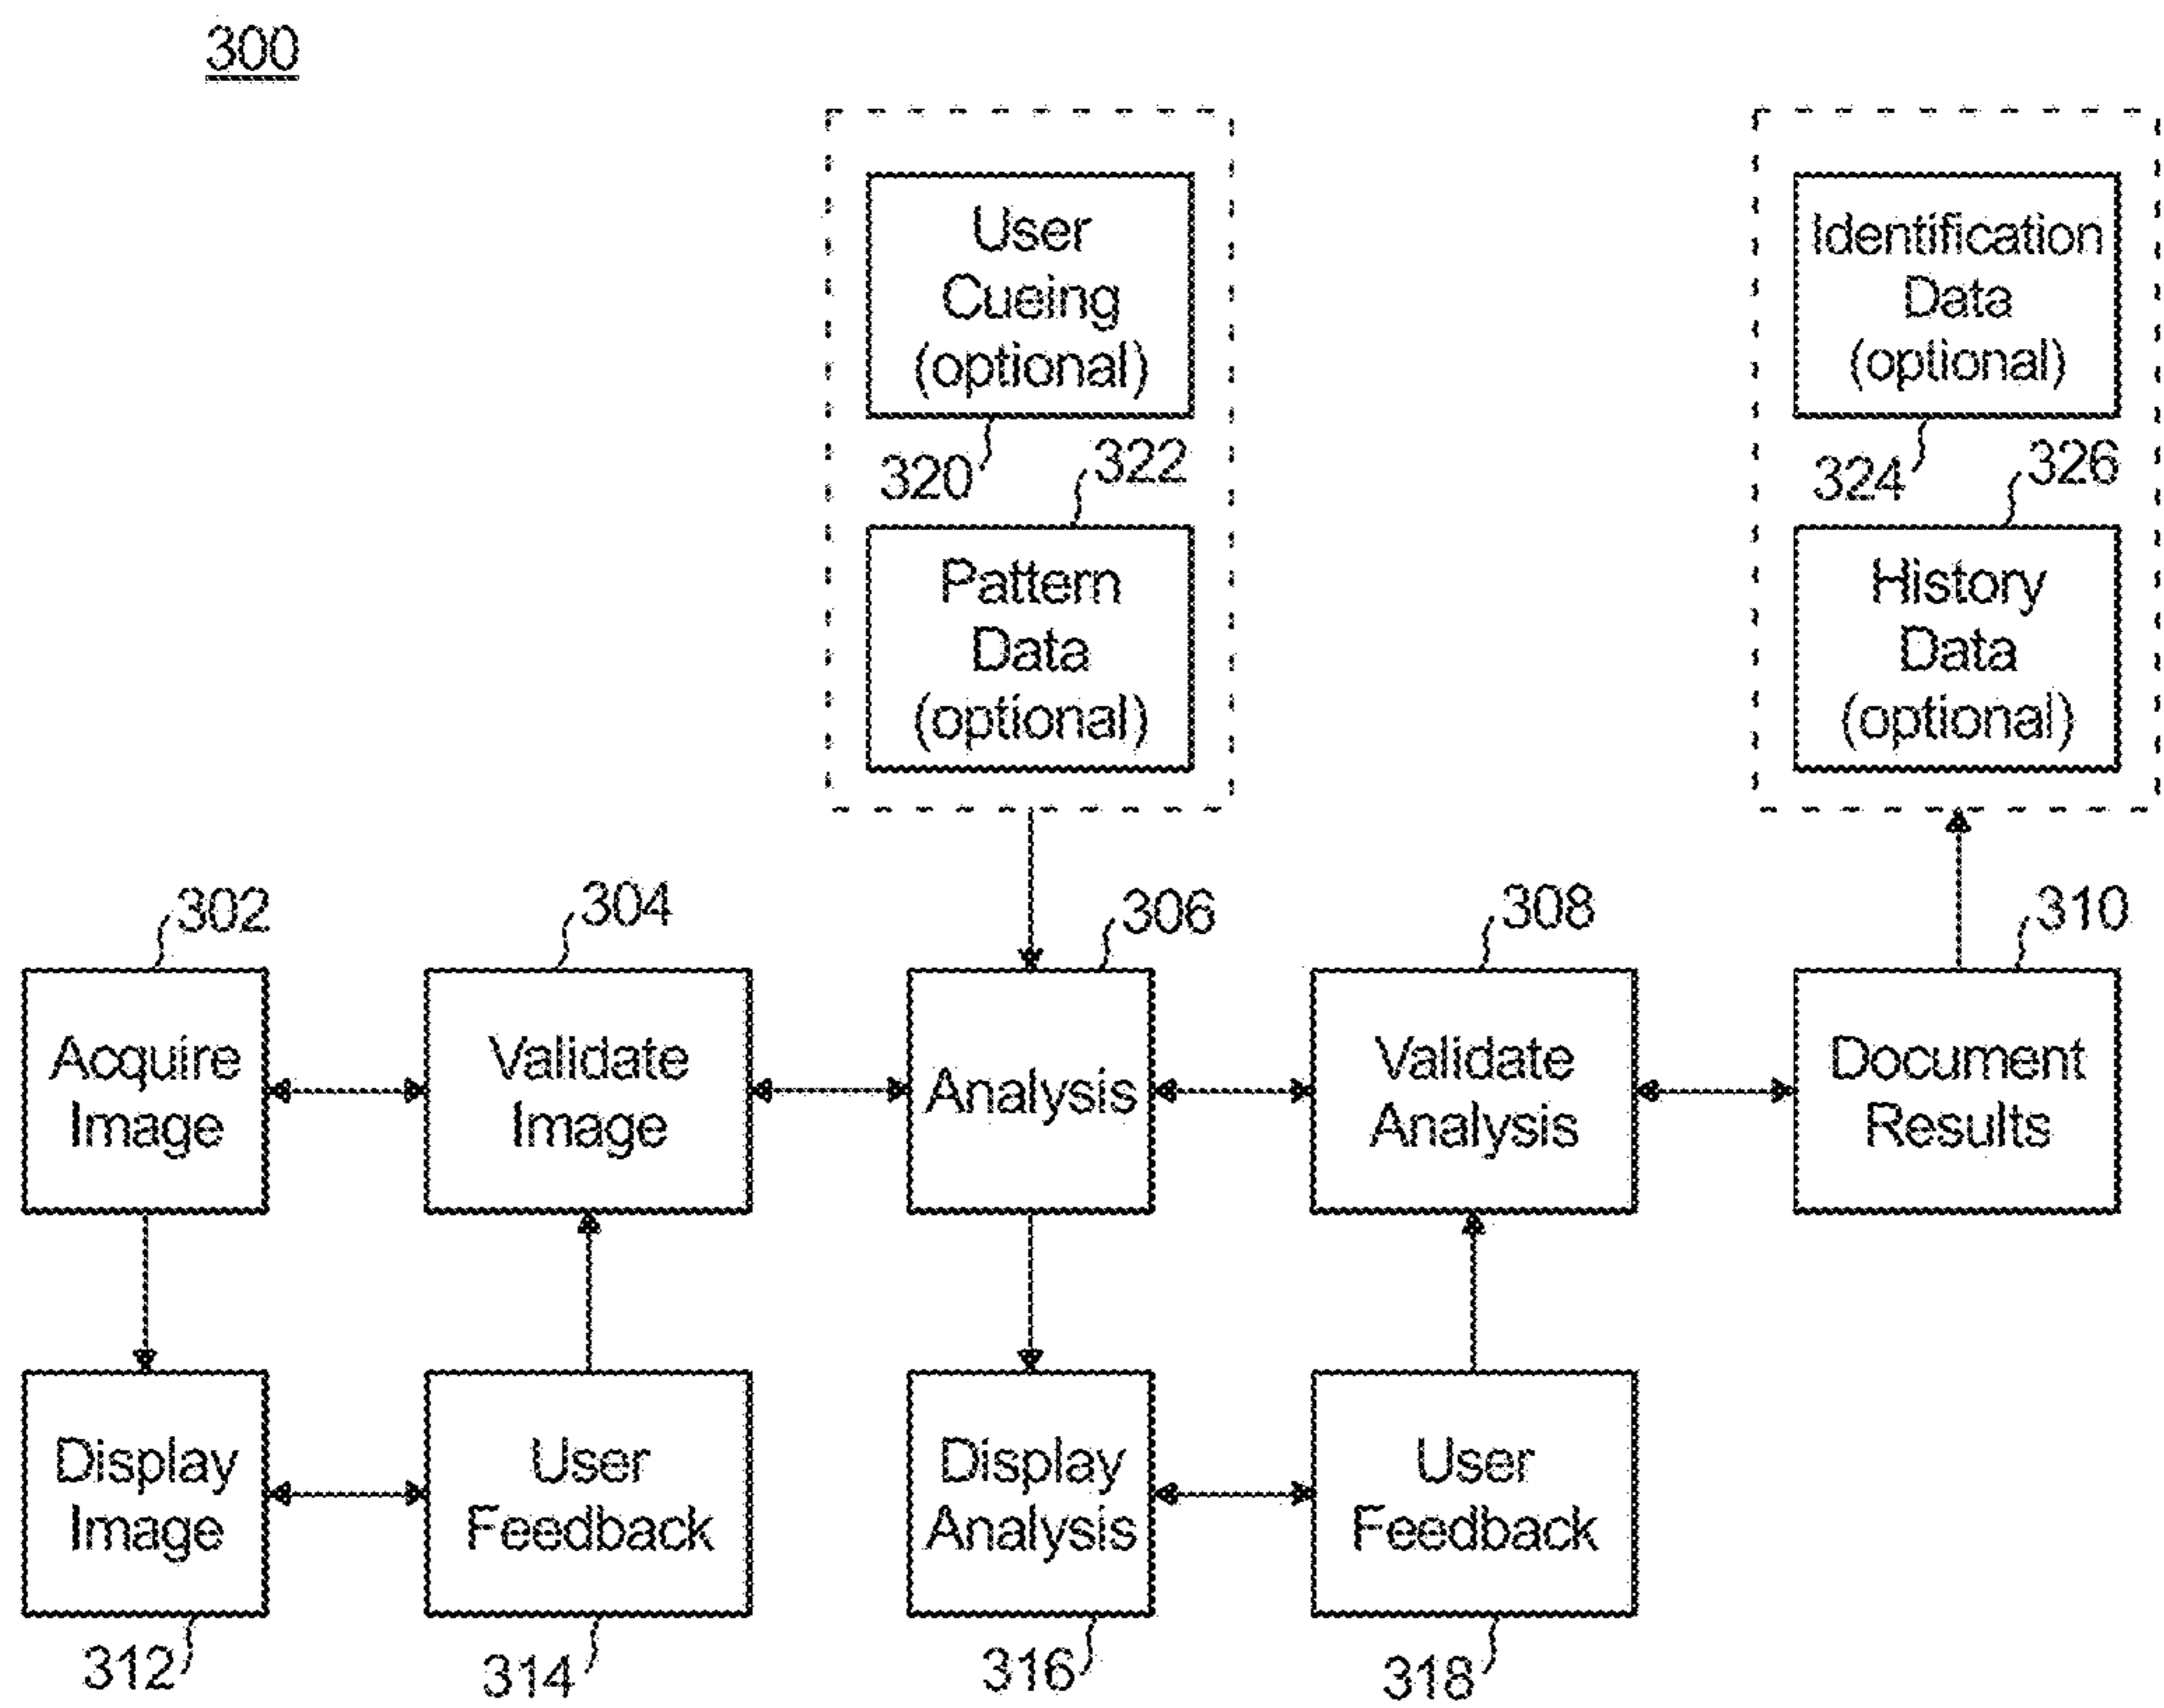 300
User
Cueing
(optional)
320
322
Pattern
Data
(optional)
Identification
Data
(optional)
324
326
History
Data
(optional)
302
304
306
308
310
Acquire
Image
Validate
Image
Analysis
Validate
Analysis
Document
Results
Display
Image
User
Feedback
Display
Analysis
User
Feedback
312
314
316
318